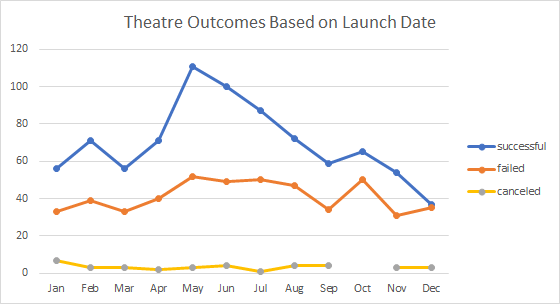 Theatre Outcomes Based on Launch Date
120
100
80
60
40
20
0
Jan Feb Mar Apr May Jun Jul Aug Sep Oct Nov Dec
successful
failed
canceled